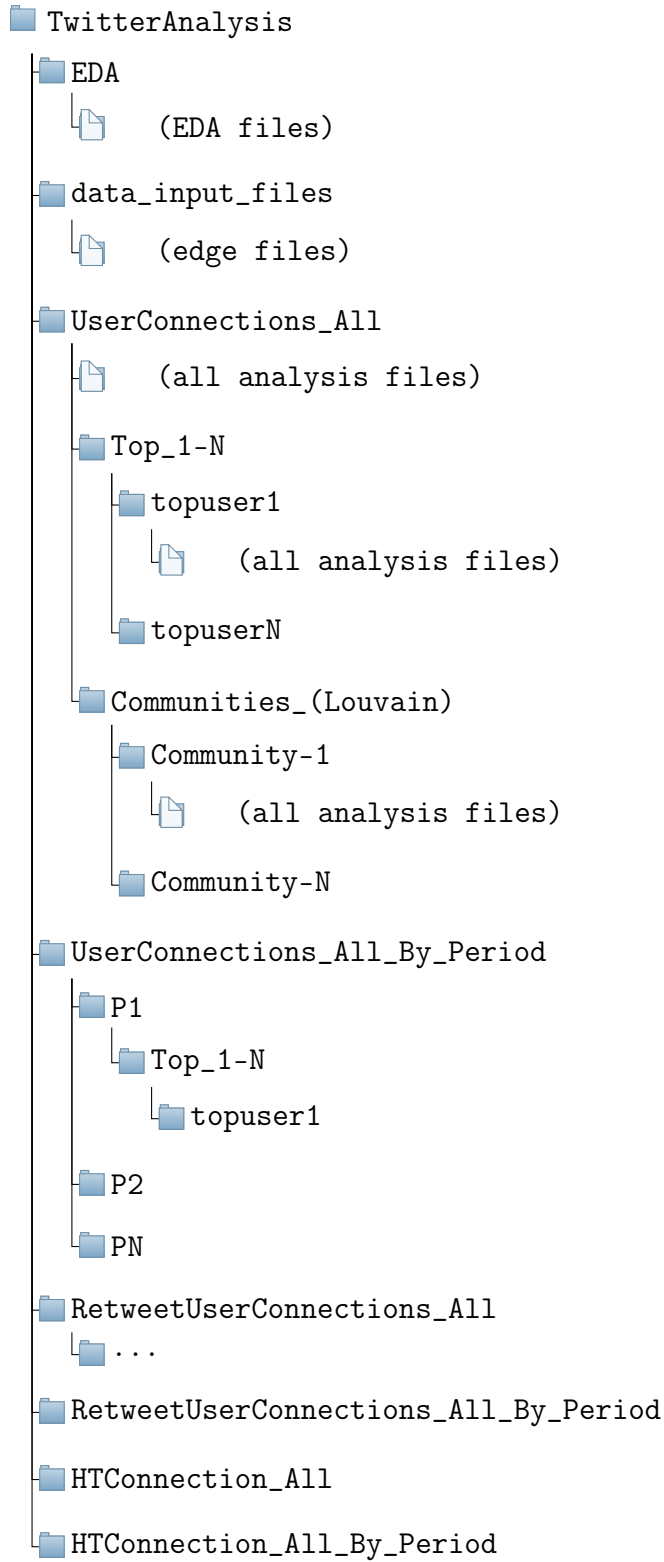 TwitterAnalysis
EDA
(EDA files)
data_input_files
(edge files)
UserConnections_All
(all analysis files)
Top_1-N
topuser1
(all analysis files)
topuserN
Communities_(Louvain)
Community-1
(all analysis files)
Community-N
UserConnections_All_By_Period
P1
Top_1-N
topuser1
P2
PN
RetweetUserConnections_All
...
RetweetUserConnections_All_By_Period
HTConnection_All
HTConnection_All_By_Period